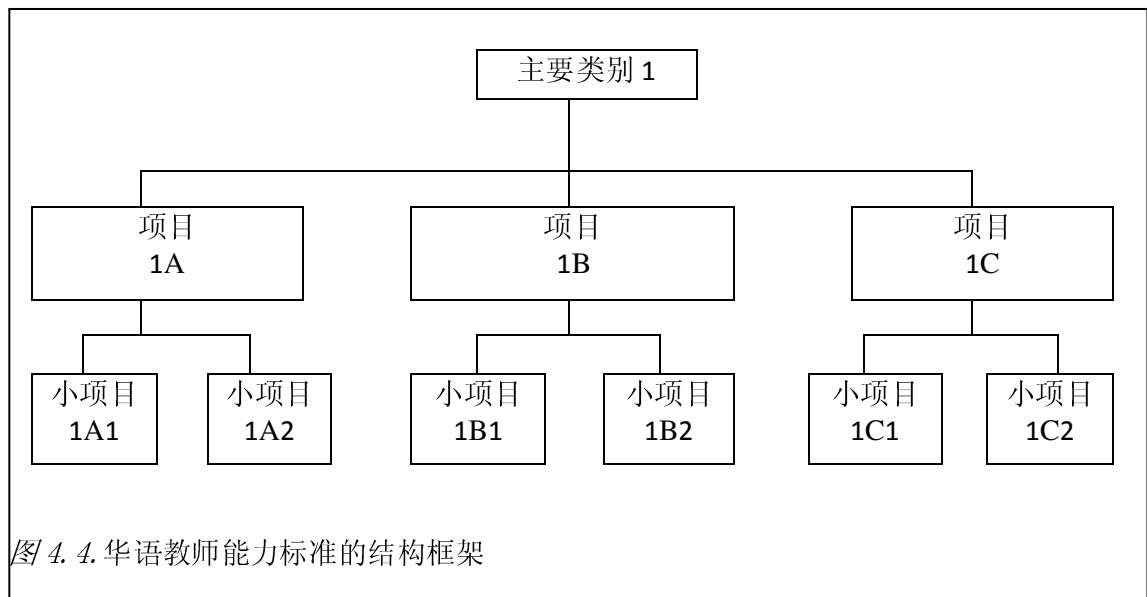 主要类别 1
项目 项目 项目
1A 1B 1C
小项目 小项目 小项目 小项目 小项目 小项目
1A1 1A2 1B1 1B2 1C1 1C2
图 4.4.华语教师能力标准的结构框架